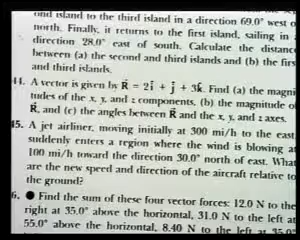 ond island to the third island in a direction 69.0° west o
north. Finally, it returns to the first island, sailing in
direction 28.0° east of south. Calculate the distanc
between (a) the second and third islands and (b) the firs
and third islands.
44. A vector is given by R⃗ = 2î + ĵ + 3k̂. Find (a) the magni
tudes of the x, y, and z components, (b) the magnitude o
R⃗, and (c) the angles between R⃗ and the x, y, and z axes.
45. A jet airliner, moving initially at 300 mi/h to the east
suddenly enters a region where the wind is blowing a
100 mi/h toward the direction 30.0° north of east. What
are the new speed and direction of the aircraft relative to
the ground?
6. ● Find the sum of these four vector forces: 12.0 N to the
right at 35.0° above the horizontal, 31.0 N to the left at
55.0° above the horizontal, 8.40 N to the left at 35.0°